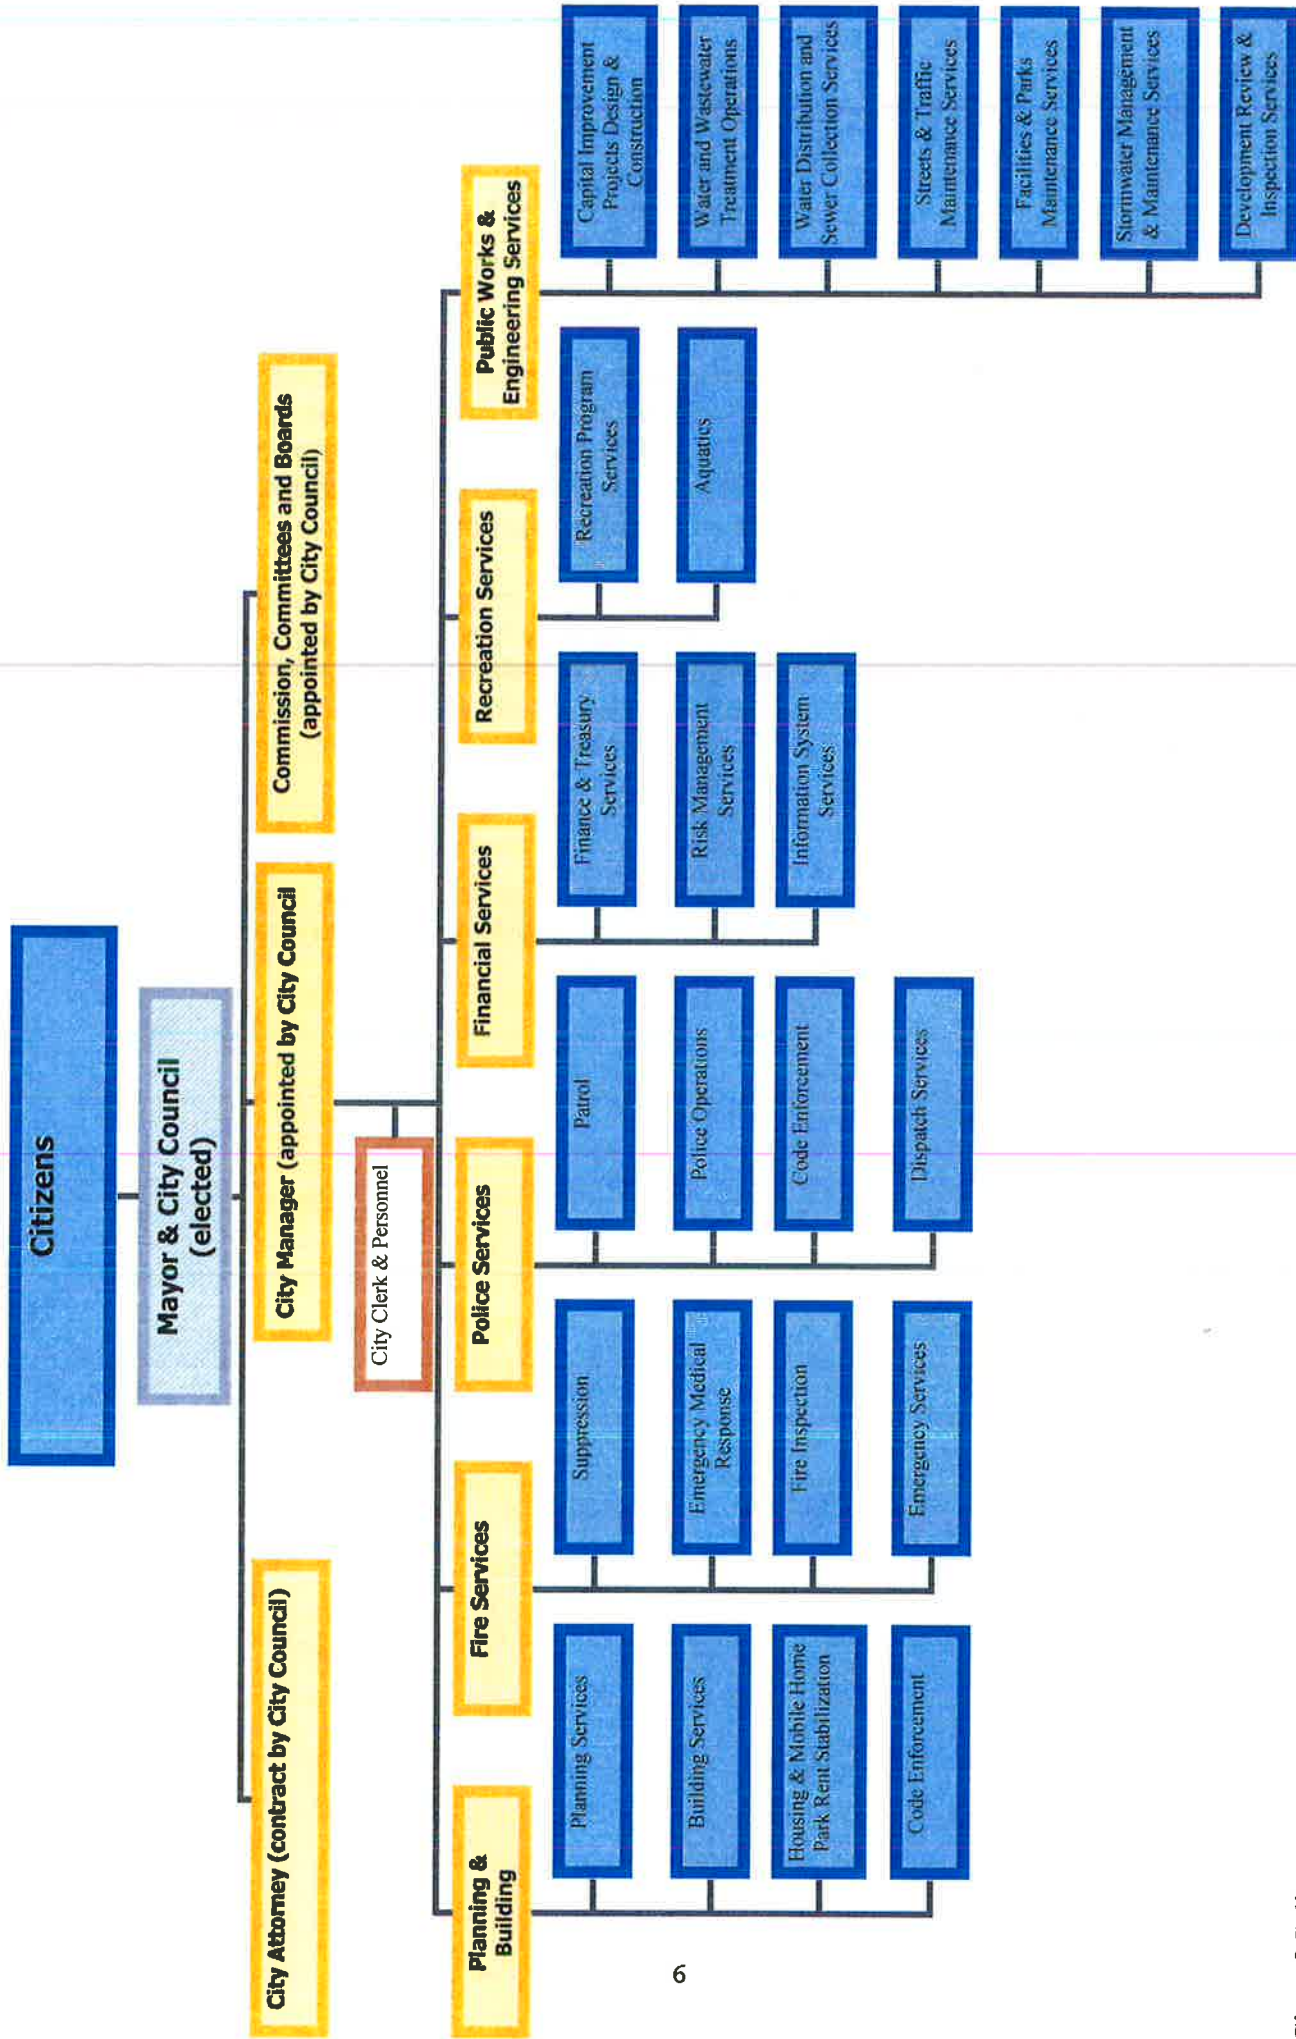 Citizens
Mayor & City Council
(elected)
City Attorney (contract by City Council)
City Manager (appointed by City Council)
Commission, Committees and Boards
(appointed by City Council)
City Clerk & Personnel
Planning &
Building
Planning Services
Building Services
Housing & Mobile Home
Park Rent Stabilization
Code Enforcement
Fire Services
Suppression
Emergency Medical
Response
Fire Inspection
Emergency Services
Police Services
Patrol
Police Operations
Code Enforcement
Dispatch Services
Financial Services
Finance & Treasury
Services
Risk Management
Services
Information System
Services
Recreation Services
Recreation Program
Services
Aquatics
Public Works &
Engineering Services
Capital Improvement
Projects Design &
Construction
Water and Wastewater
Treatment Operations
Water Distribution and
Sewer Collection Services
Streets & Traffic
Maintenance Services
Facilities & Parks
Maintenance Services
Stormwater Management
& Maintenance Services
Development Review &
Inspection Services
6